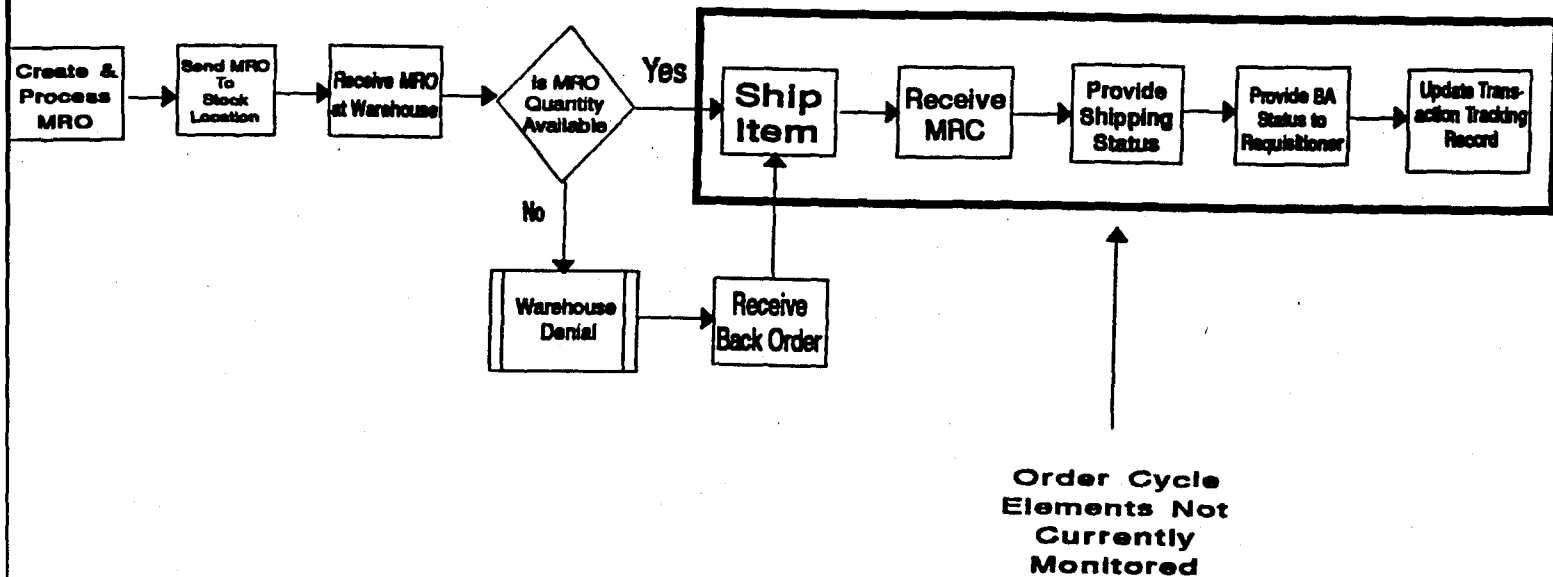 Create &
Process
MRO
Send MRO
To
Stock
Location
Receive MRO
at Warehouse
Is MRO
Quantity
Available
Yes
Ship
Item
Receive
MRC
Provide
Shipping
Status
Provide BA
Status to
Requisitioner
Update Trans-
action Tracking
Record
No
Warehouse
Denial
Receive
Back Order
Order Cycle
Elements Not
Currently
Monitored